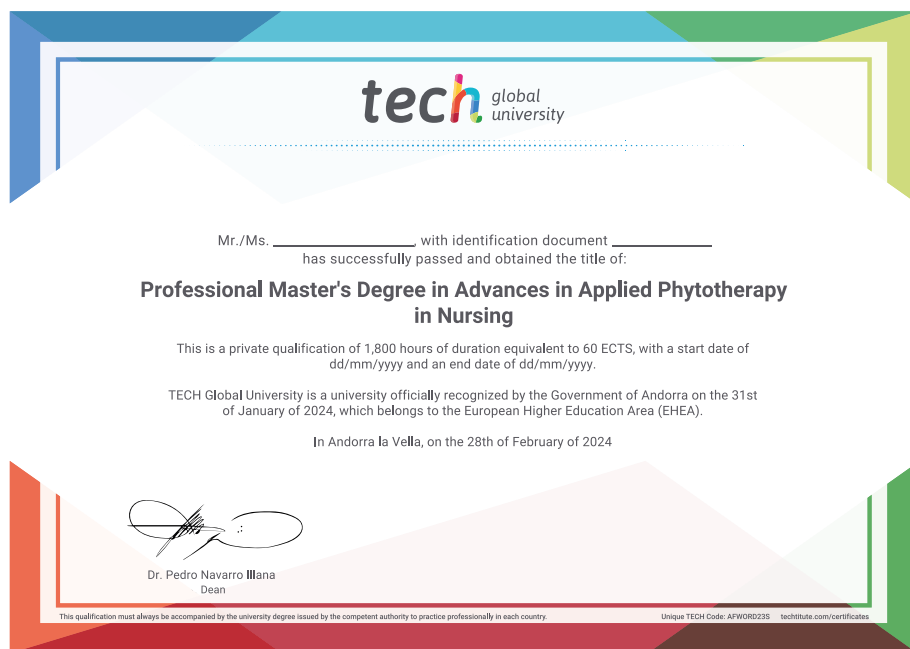 tech global university
Mr./Ms. ____________, with identification document ____________
has successfully passed and obtained the title of:
Professional Master's Degree in Advances in Applied Phytotherapy
in Nursing
This is a private qualification of 1,800 hours of duration equivalent to 60 ECTS, with a start date of
dd/mm/yyyy and an end date of dd/mm/yyyy.
TECH Global University is a university officially recognized by the Government of Andorra on the 31st
of January of 2024, which belongs to the European Higher Education Area (EHEA).
In Andorra la Vella, on the 28th of February of 2024
Dr. Pedro Navarro Illana
Dean
This qualification must always be accompanied by the university degree issued by the competent authority to practice professionally in each country.
Unique TECH Code: AFWORD23S techtitute.com/certificates